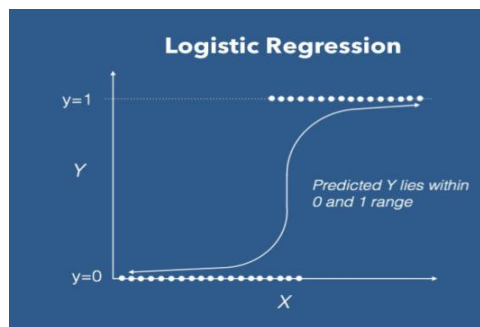 Logistic Regression
y=1
Y
Predicted Y lies within
0 and 1 range
y=0
X